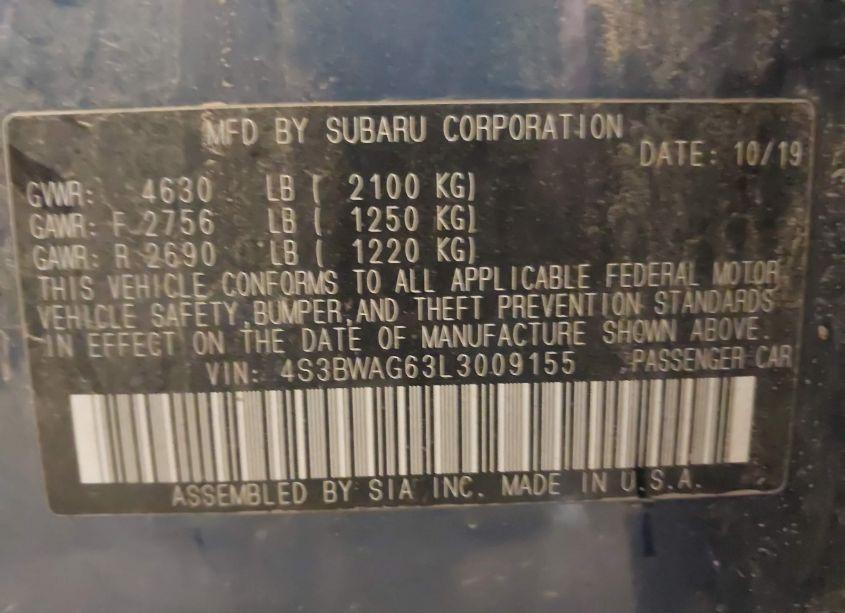 MFD BY SUBARU CORPORATION
DATE: 10/19
GVWR: 4630 LB ( 2100 KG)
GAWR: F 2756 LB ( 1250 KG)
GAWR: R 2690 LB ( 1220 KG)
THIS VEHICLE CONFORMS TO ALL APPLICABLE FEDERAL MOTOR
VEHICLE SAFETY,BUMPER,AND THEFT PREVENTION STANDARDS
IN EFFECT ON THE DATE OF MANUFACTURE SHOWN ABOVE.
VIN: 4S3BWAG63L3009155 PASSENGER CAR
ASSEMBLED BY SIA INC. MADE IN U.S.A.